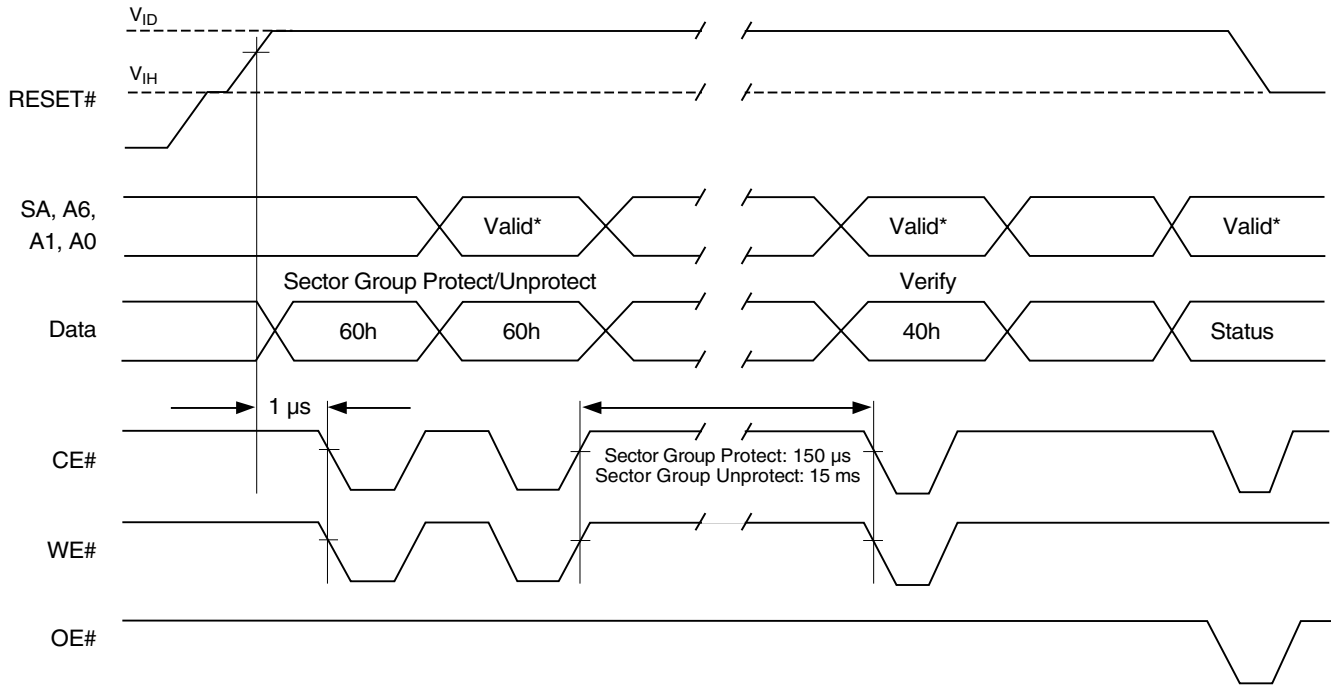 VID
VIH
RESET#
SA, A6,
A1, A0
Valid*
Valid*
Valid*
Sector Group Protect/Unprotect
Verify
Data
60h
60h
40h
Status
1 µs
CE#
Sector Group Protect: 150 µs
Sector Group Unprotect: 15 ms
WE#
OE#